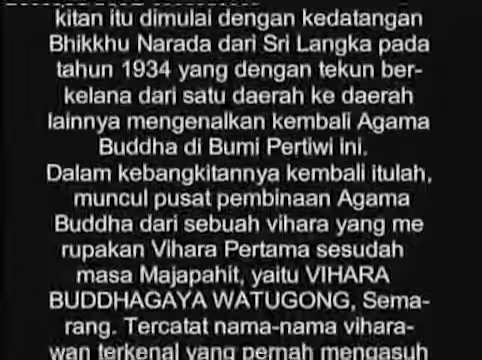 kitan itu dimulai dengan kedatangan
Bhikkhu Narada dari Sri Langka pada
tahun 1934 yang dengan tekun ber-
kelana dari satu daerah ke daerah
lainnya mengenalkan kembali Agama
Buddha di Bumi Pertiwi ini.
Dalam kebangkitannya kembali itulah,
muncul pusat pembinaan Agama
Buddha dari sebuah vihara yang me
rupakan Vihara Pertama sesudah
masa Majapahit, yaitu VIHARA
BUDDHAGAYA WATUGONG, Sema-
rang. Tercatat nama-nama vihara-
wan terkenal yang pernah mengasuh